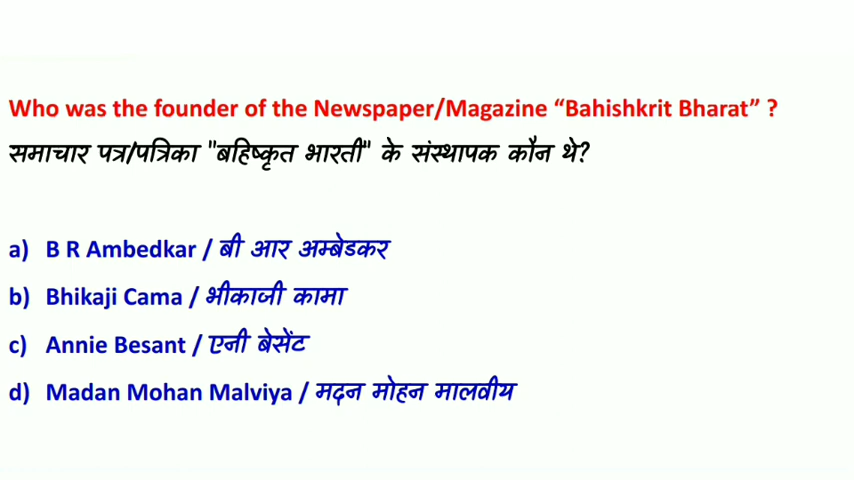 Who was the founder of the Newspaper/Magazine “Bahishkrit Bharat” ?
समाचार पत्र/पत्रिका "बहिष्कृत भारती" के संस्थापक कौन थे?
a) B R Ambedkar / बी आर अम्बेडकर
b) Bhikaji Cama / भीकाजी कामा
c) Annie Besant / एनी बेसेंट
d) Madan Mohan Malviya / मदन मोहन मालवीय